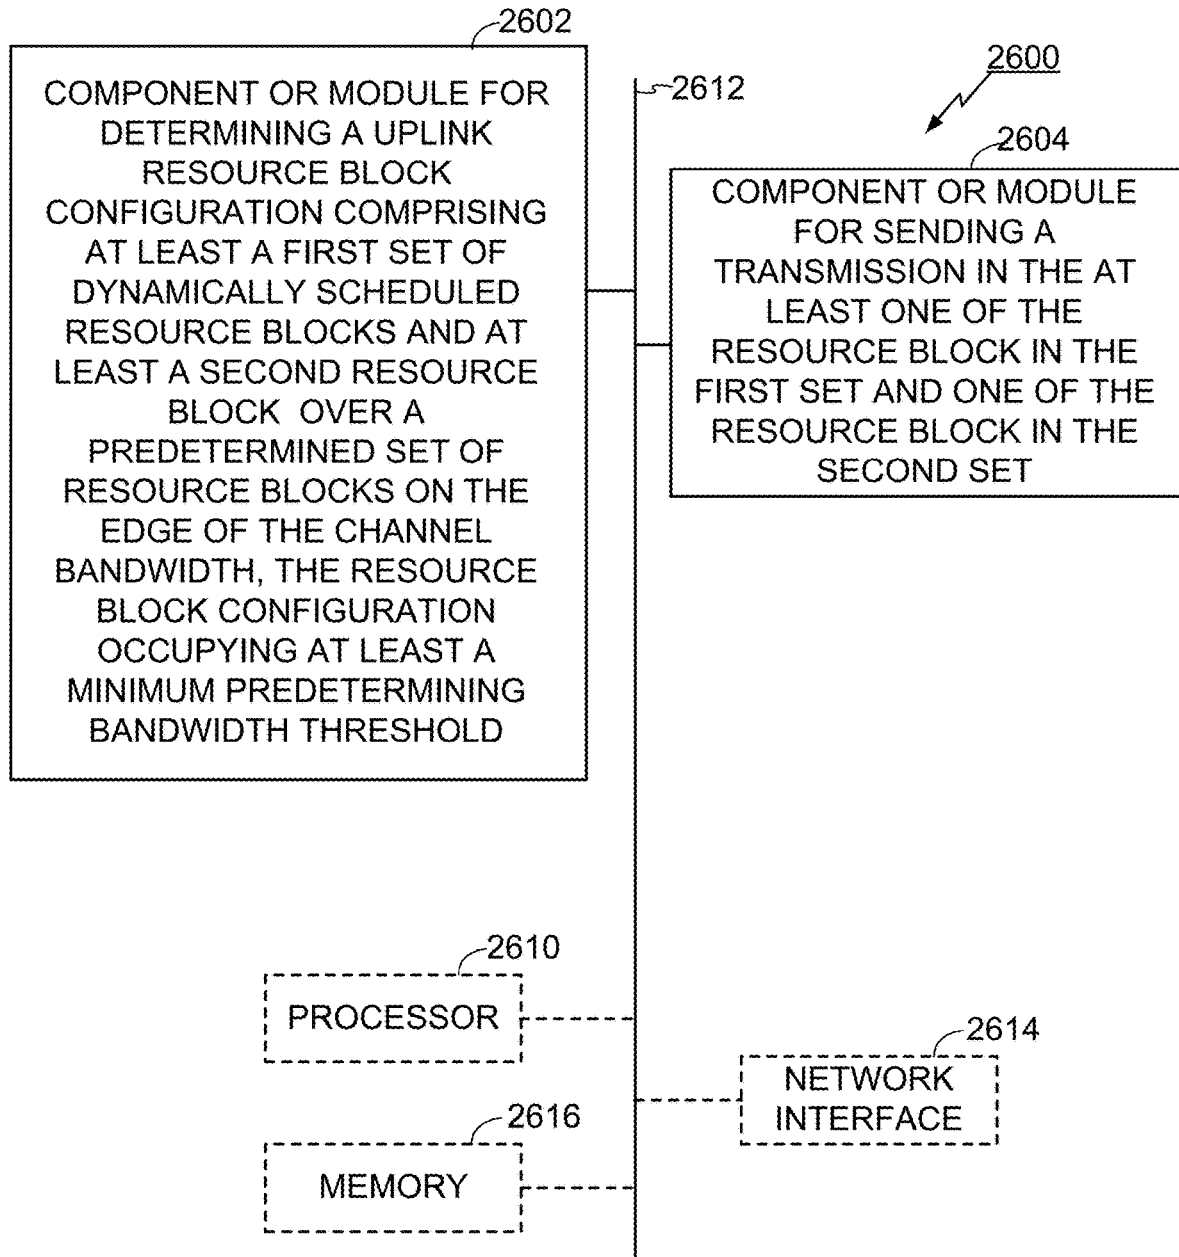 2602
COMPONENT OR MODULE FOR
DETERMINING A UPLINK
RESOURCE BLOCK
CONFIGURATION COMPRISING
AT LEAST A FIRST SET OF
DYNAMICALLY SCHEDULED
RESOURCE BLOCKS AND AT
LEAST A SECOND RESOURCE
BLOCK OVER A
PREDETERMINED SET OF
RESOURCE BLOCKS ON THE
EDGE OF THE CHANNEL
BANDWIDTH, THE RESOURCE
BLOCK CONFIGURATION
OCCUPYING AT LEAST A
MINIMUM PREDETERMINING
BANDWIDTH THRESHOLD
2612
2600
2604
COMPONENT OR MODULE
FOR SENDING A
TRANSMISSION IN THE AT
LEAST ONE OF THE
RESOURCE BLOCK IN THE
FIRST SET AND ONE OF THE
RESOURCE BLOCK IN THE
SECOND SET
2610
PROCESSOR
2614
NETWORK
INTERFACE
2616
MEMORY